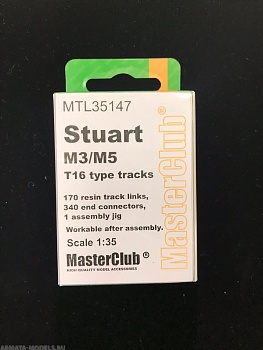 MTL35147
Stuart
M3/M5
T16 type tracks
170 resin track links,
340 end connectors,
1 assembly jig
Workable after assembly.
Scale 1:35
MasterClub®
HIGH QUALITY MODEL ACCESSORIES
MasterClub®
ARMATA-MODELS.RU